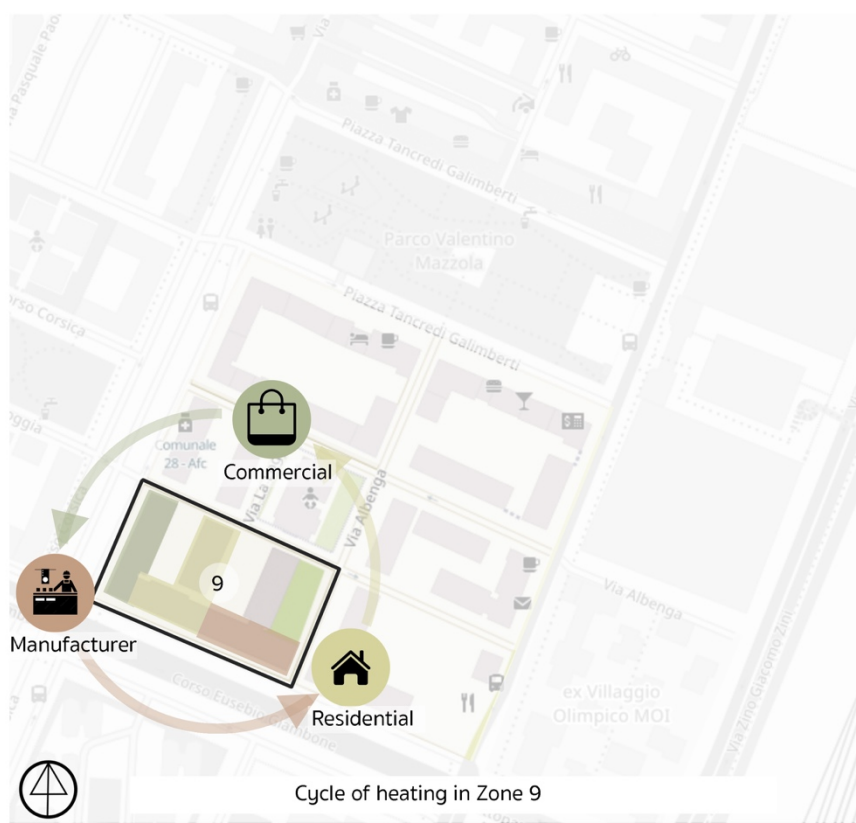 Via Pasquale Pao
Via
Piazza Tancredi Galimberti
Parco Valentino
Mazzola
Corso Corsica
Piazza Tancredi Galimberti
Comunale
28 - Afc
Commercial
Via La
Via Albenga
9
Manufacturer
Via Albenga
Residential
Corso Eusebio Giambone
ex Villaggio
Olimpico MOI
Via Zino Giacomo Zini
Cycle of heating in Zone 9